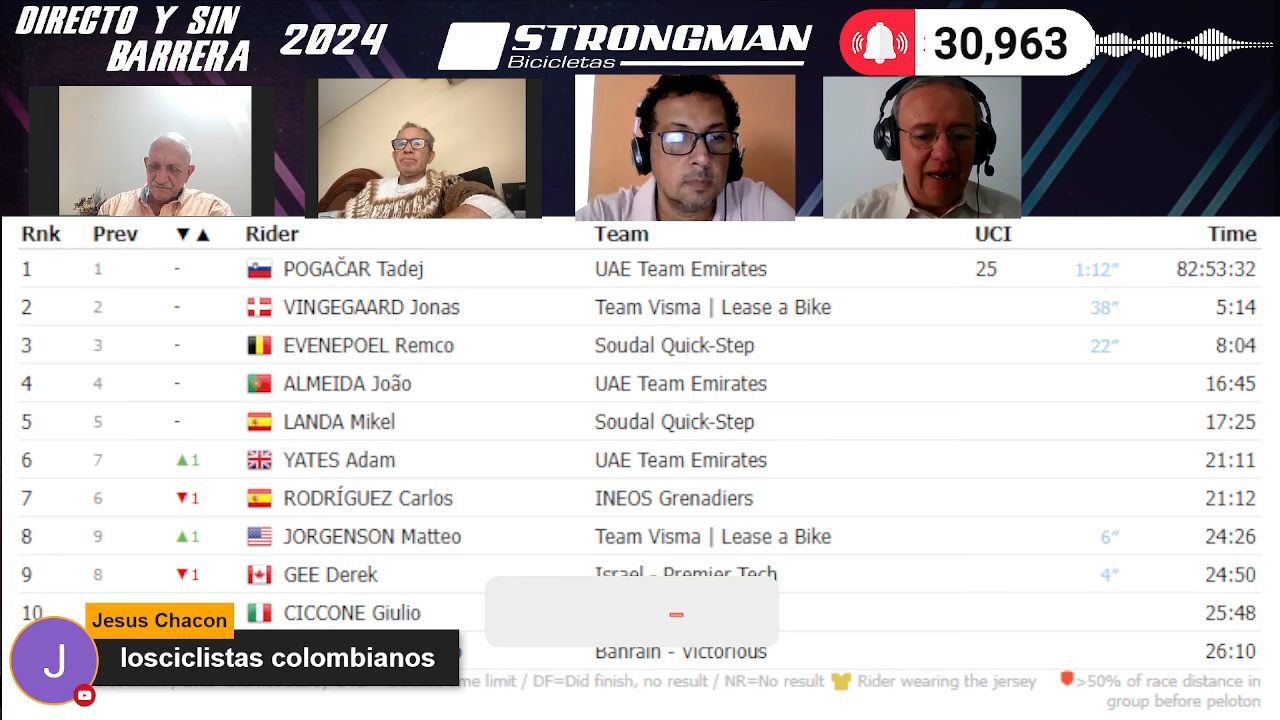 DIRECTO Y SIN BARRERA 2024 STRONGMAN Bicicletas 30,963
Rnk Prev ▼▲ Rider Team UCI Time
1 1 - POGAČAR Tadej UAE Team Emirates 25 1:12″ 82:53:32
2 2 - VINGEGAARD Jonas Team Visma | Lease a Bike 38″ 5:14
3 3 - EVENEPOEL Remco Soudal Quick-Step 22″ 8:04
4 4 - ALMEIDA João UAE Team Emirates 16:45
5 5 - LANDA Mikel Soudal Quick-Step 17:25
6 7 ▲1 YATES Adam UAE Team Emirates 21:11
7 6 ▼1 RODRÍGUEZ Carlos INEOS Grenadiers 21:12
8 9 ▲1 JORGENSON Matteo Team Visma | Lease a Bike 6″ 24:26
9 8 ▼1 GEE Derek Israel - Premier Tech 4″ 24:50
10 CICCONE Giulio 25:48
Jesus Chacon
J losciclistas colombianos
Bahrain - Victorious 26:10
me limit / DF=Did finish, no result / NR=No result Rider wearing the jersey >50% of race distance in
group before peloton